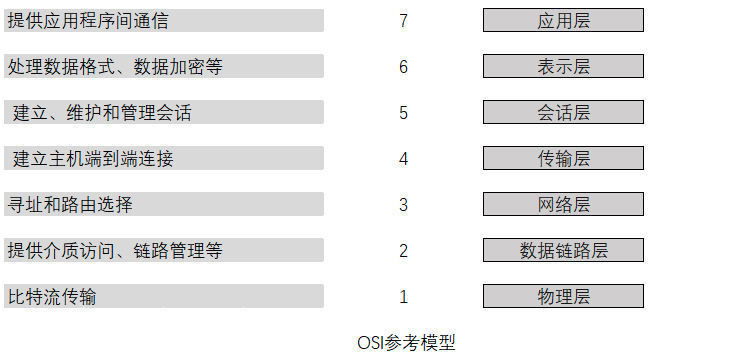 提供应用程序间通信 7 应用层
处理数据格式、数据加密等 6 表示层
建立、维护和管理会话 5 会话层
建立主机端到端连接 4 传输层
寻址和路由选择 3 网络层
提供介质访问、链路管理等 2 数据链路层
比特流传输 1 物理层
OSI参考模型